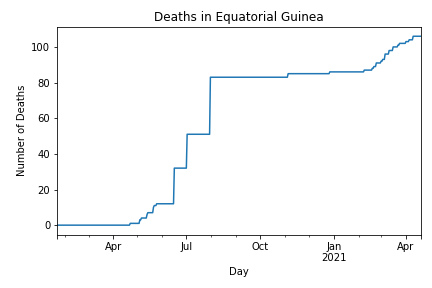 Deaths in Equatorial Guinea
Number of Deaths
100
80
60
40
20
0
Apr
Jul
Oct
Jan
2021
Apr
Day